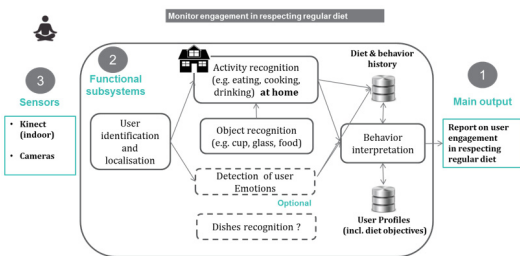 Monitor engagement in respecting regular diet
3
Sensors
• Kinect
(indoor)
• Cameras
2
Functional
subsystems
User
identification
and
localisation
Activity recognition
(e.g. eating, cooking,
drinking) at home
Object recognition
(e.g. cup, glass, food)
Detection of user
Emotions
Optional
Dishes recognition ?
Diet & behavior
history
Behavior
interpretation
User Profiles
(incl. diet objectives)
1
Main output
Report on user
engagement
in respecting
regular diet